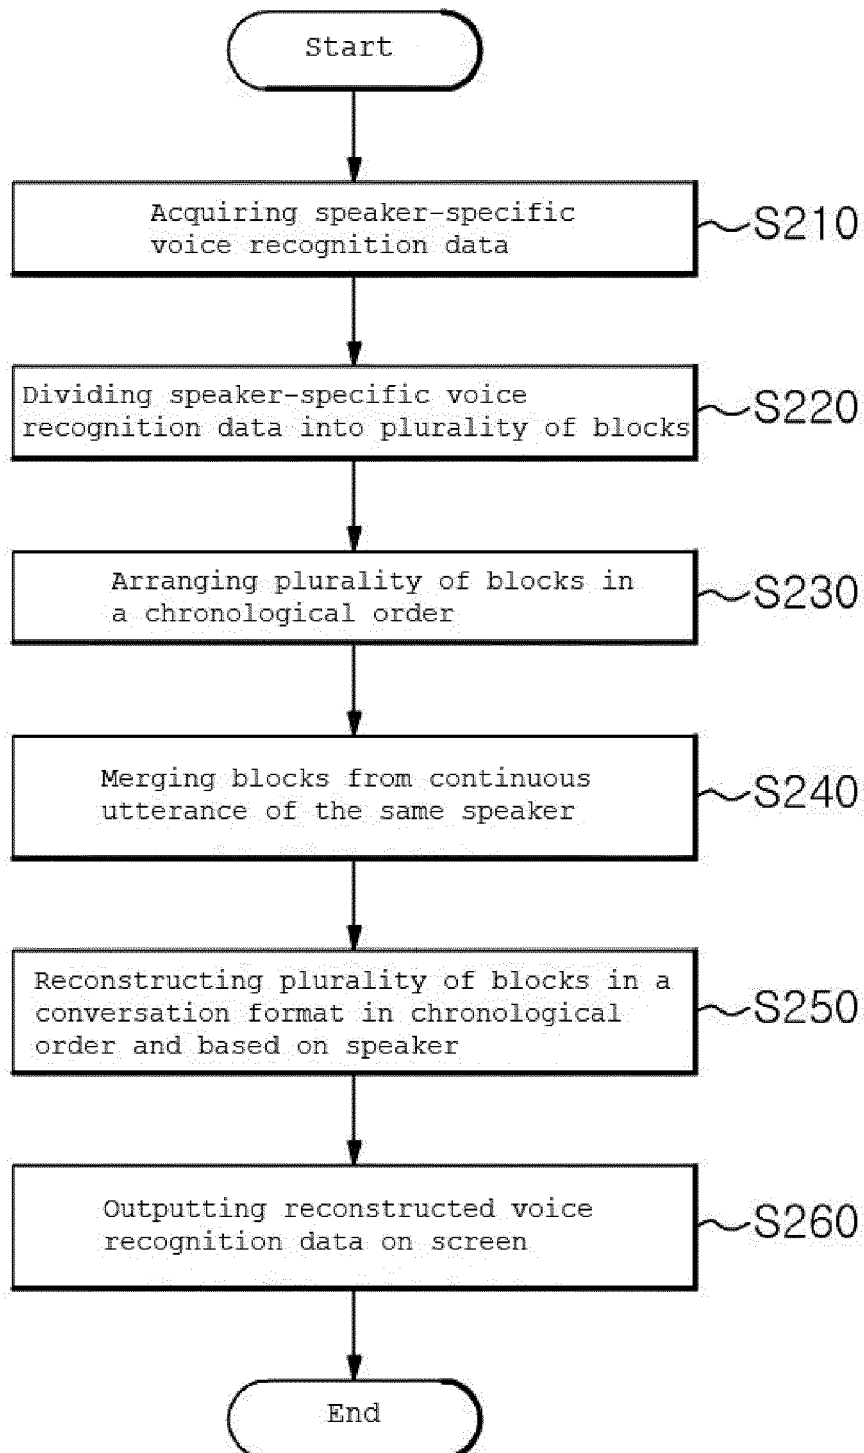 Start
Acquiring speaker-specific
voice recognition data
S210
Dividing speaker-specific voice
recognition data into plurality of blocks
S220
Arranging plurality of blocks in
a chronological order
S230
Merging blocks from continuous
utterance of the same speaker
S240
Reconstructing plurality of blocks in a
conversation format in chronological
order and based on speaker
S250
Outputting reconstructed voice
recognition data on screen
S260
End